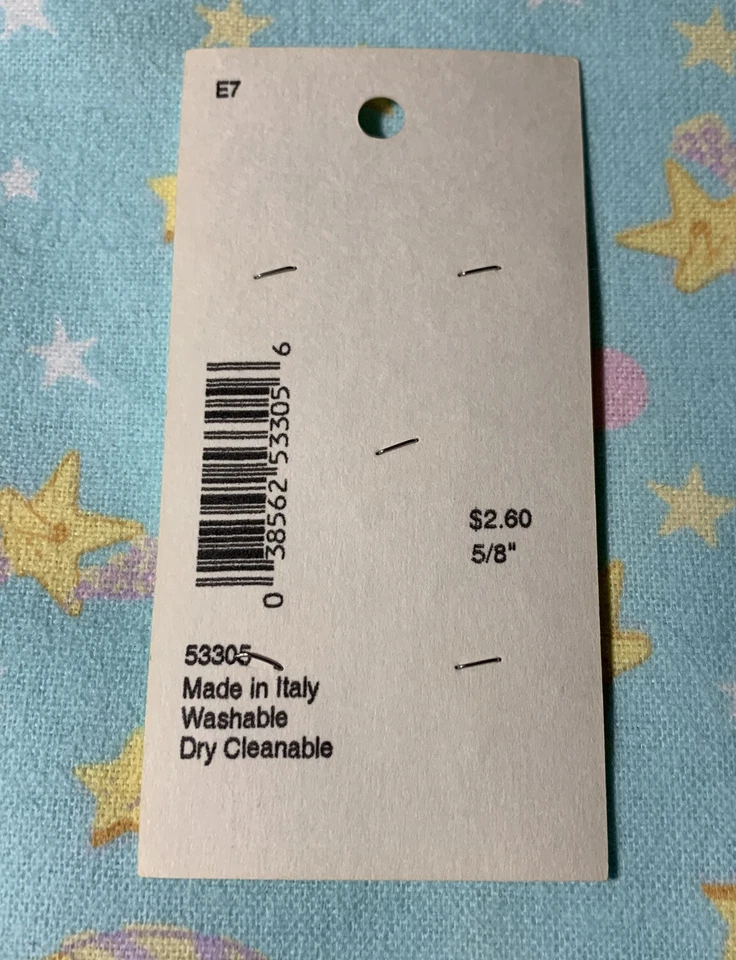 E7
0 38562 53305 6
$2.60
5/8"
53305
Made in Italy
Washable
Dry Cleanable